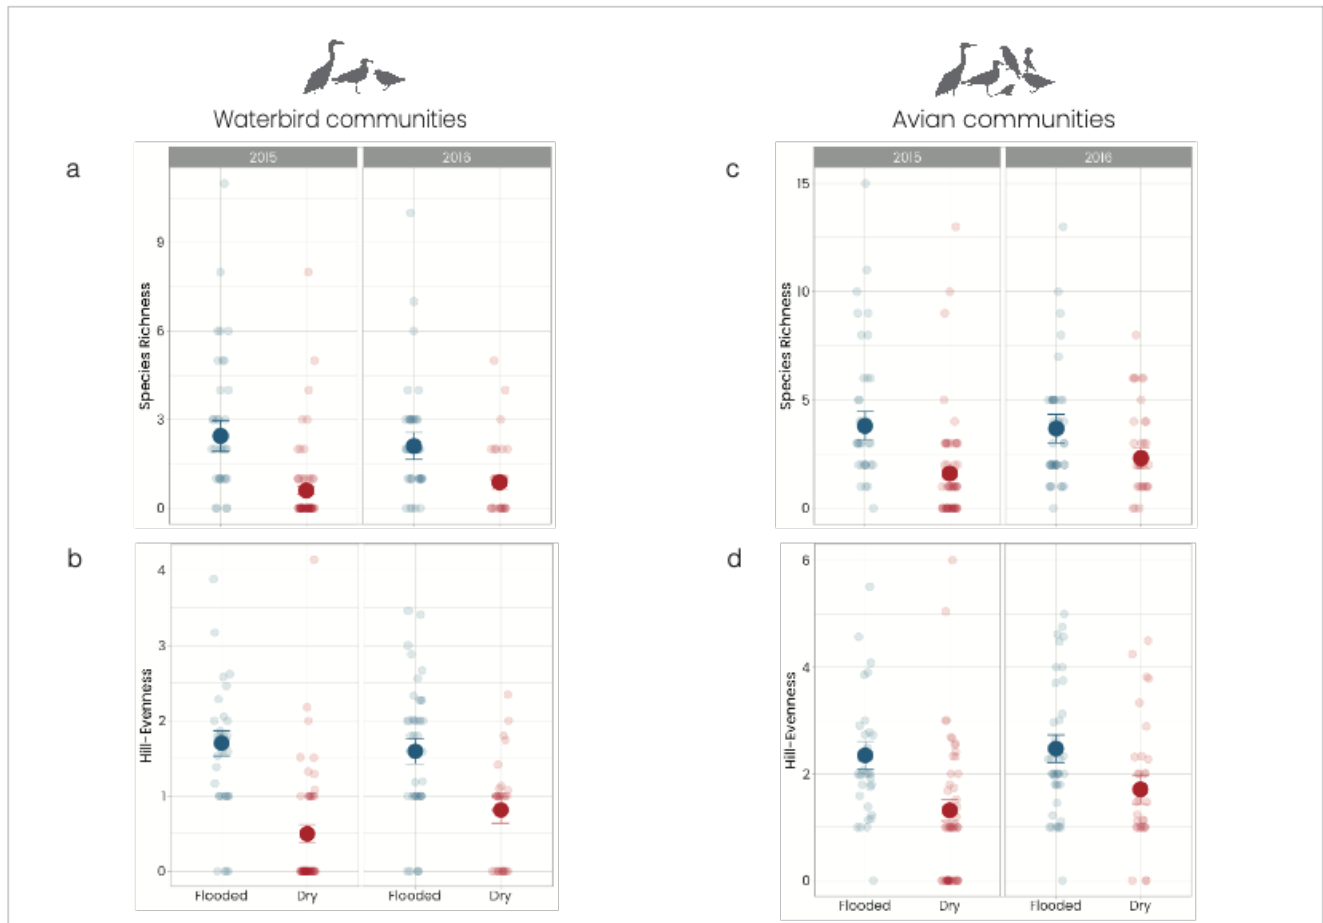 Waterbird communities
Avian communities
a
2015
2016
Species Richness
9
6
3
0
b
Hill-Evenness
4
3
2
1
0
Flooded
Dry
Flooded
Dry
c
2015
2016
Species Richness
15
10
5
0
d
Hill-Evenness
6
4
2
0
Flooded
Dry
Flooded
Dry